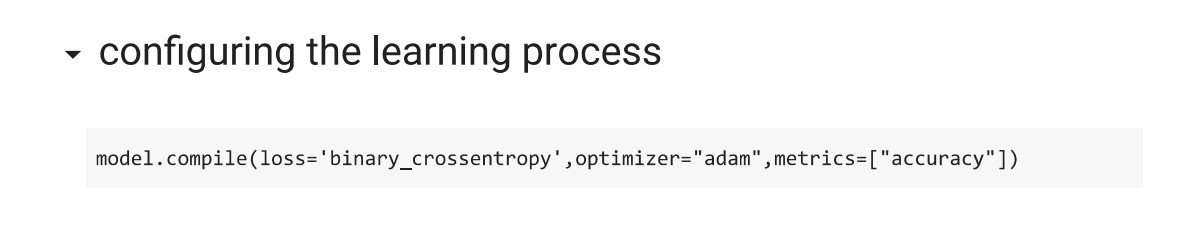 configuring the learning process
model.compile(loss='binary_crossentropy',optimizer="adam",metrics=["accuracy"])